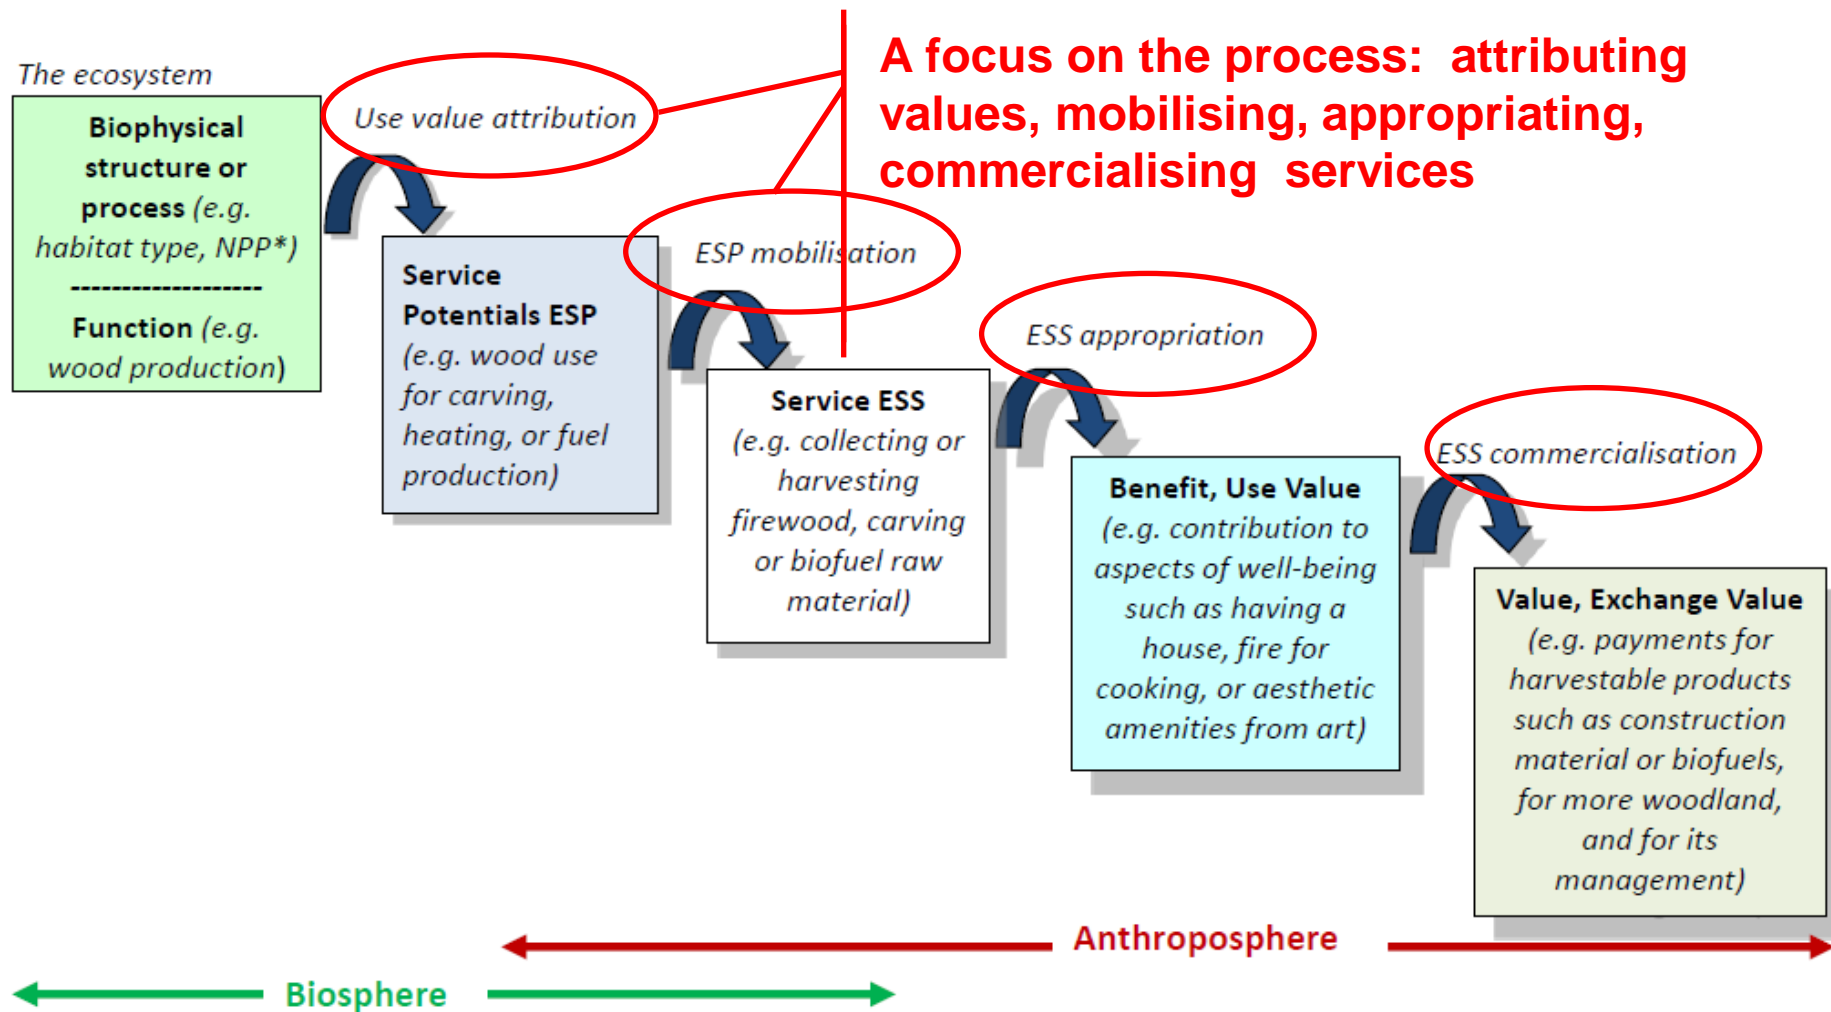 A focus on the process:  attributing
values, mobilising, appropriating,
commercialising  services
The ecosystem
Biophysical
structure or
process (e.g.
habitat type, NPP*)
-------------------
Function (e.g.
wood production)
Use value attribution
Service
Potentials ESP
(e.g. wood use
for carving,
heating, or fuel
production)
ESP mobilisation
Service ESS
(e.g. collecting or
harvesting
firewood, carving
or biofuel raw
material)
ESS appropriation
Benefit, Use Value
(e.g. contribution to
aspects of well-being
such as having a
house, fire for
cooking, or aesthetic
amenities from art)
ESS commercialisation
Value, Exchange Value
(e.g. payments for
harvestable products
such as construction
material or biofuels,
for more woodland,
and for its
management)
Anthroposphere
Biosphere